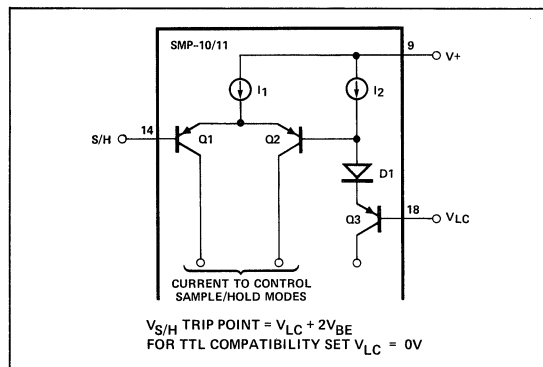 SMP-10/11
9
V+
I1
I2
14
S/H
Q1
Q2
D1
18
Q3
VLC
CURRENT TO CONTROL
SAMPLE/HOLD MODES
VS/H TRIP POINT = VLC + 2VBE
FOR TTL COMPATIBILITY SET VLC = 0V